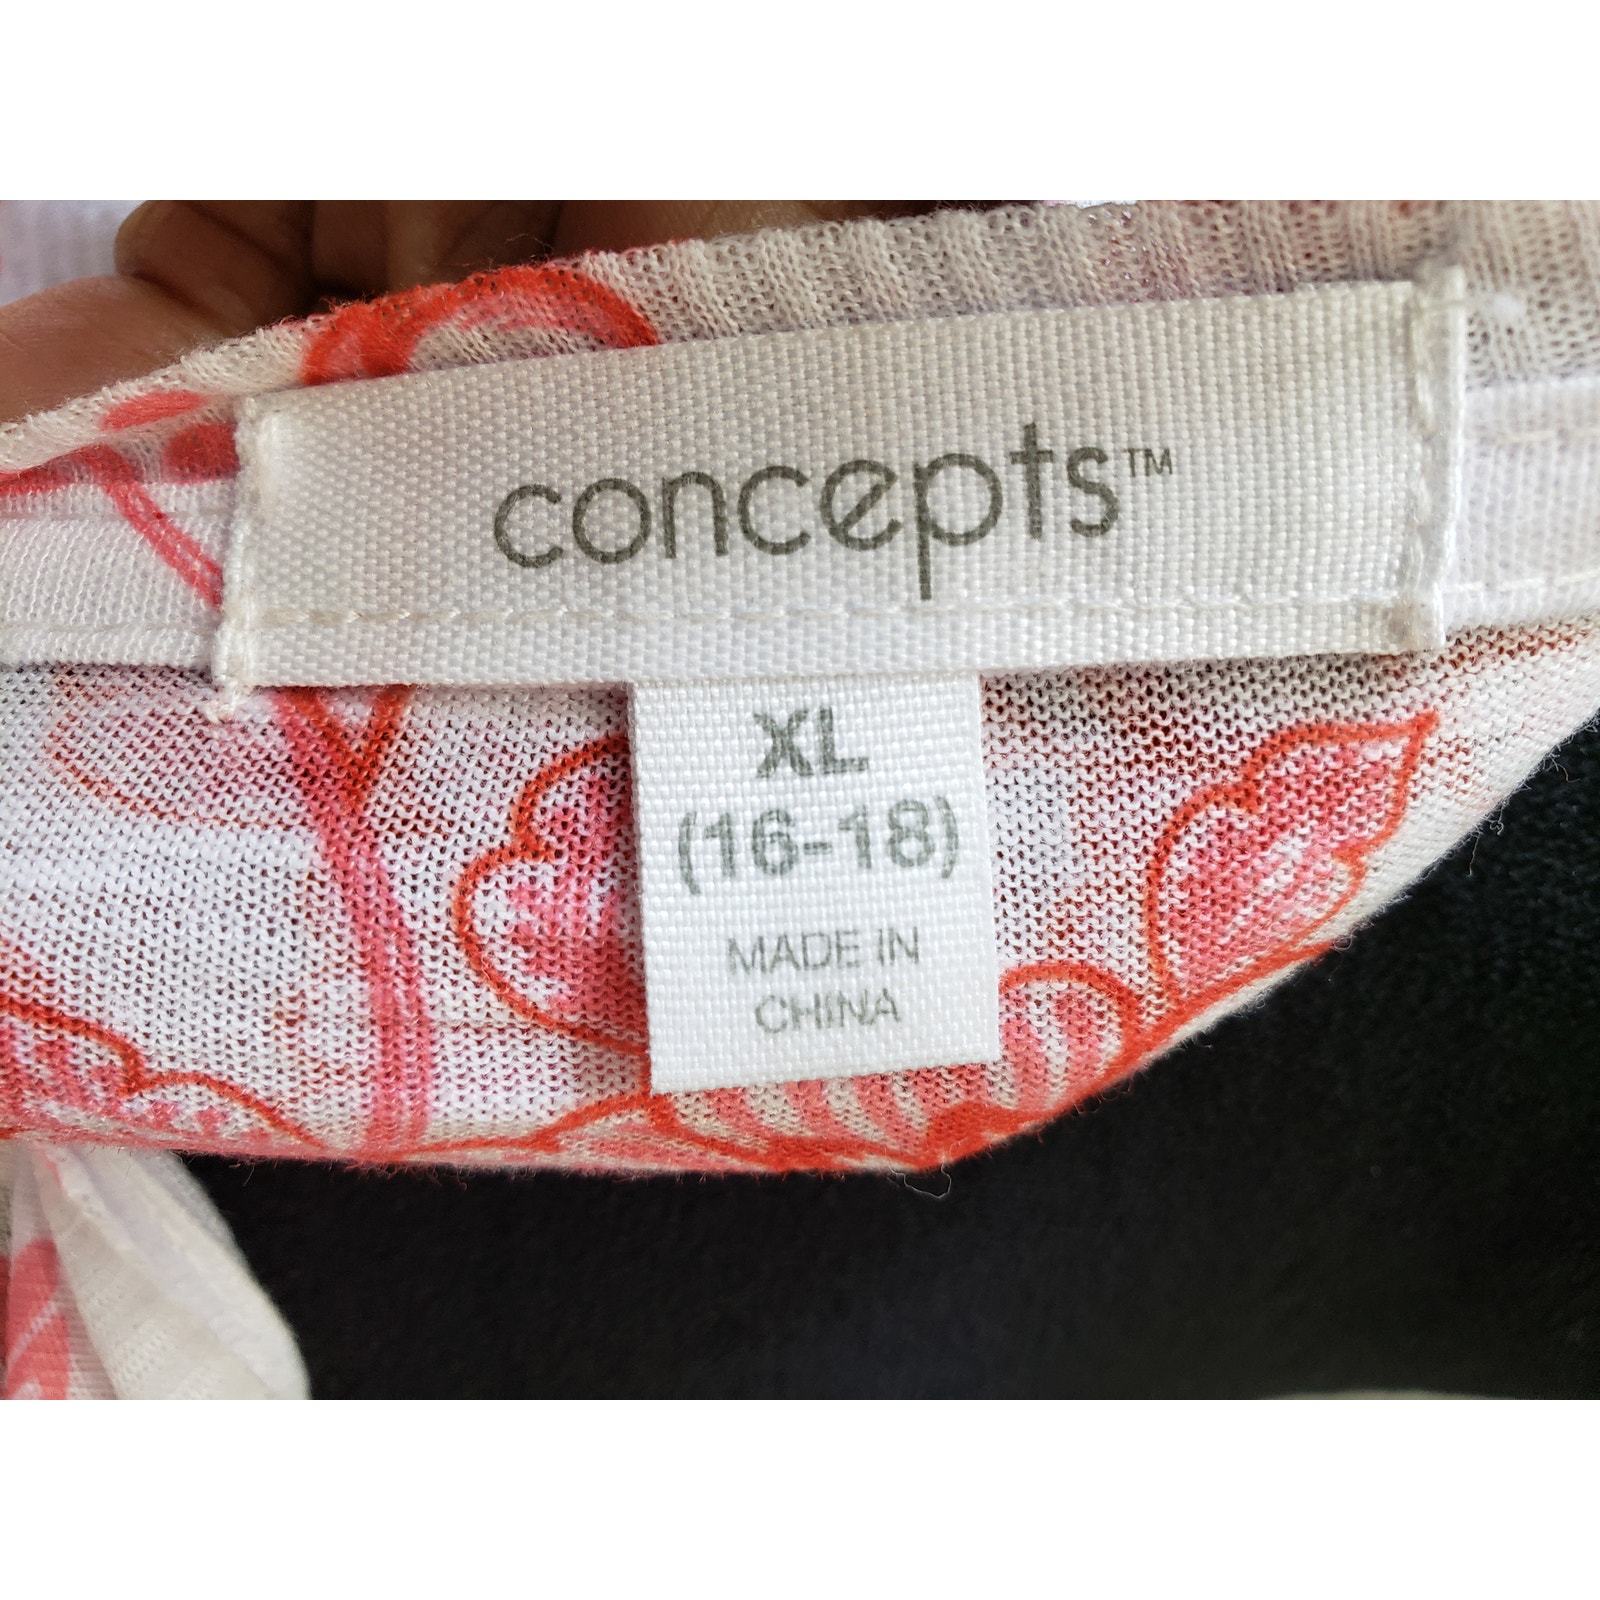 concepts™
XL
(16-18)
MADE IN
CHINA